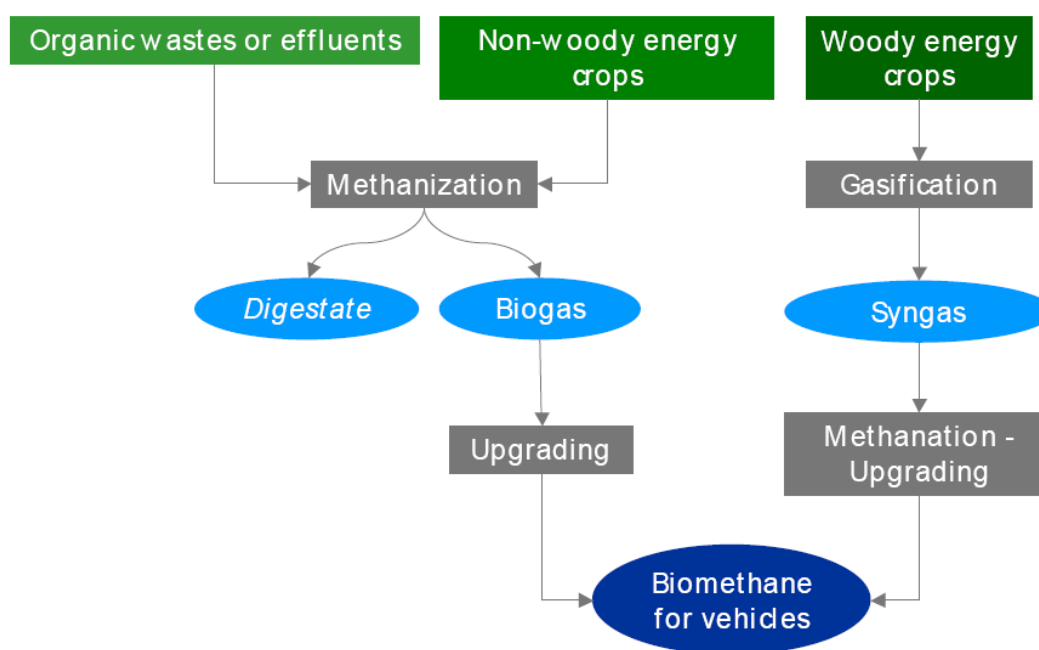 Organic wastes or effluents
Non-woody energy
crops
Woody energy
crops
Methanization
Gasification
Digestate
Biogas
Syngas
Upgrading
Methanation -
Upgrading
Biomethane
for vehicles